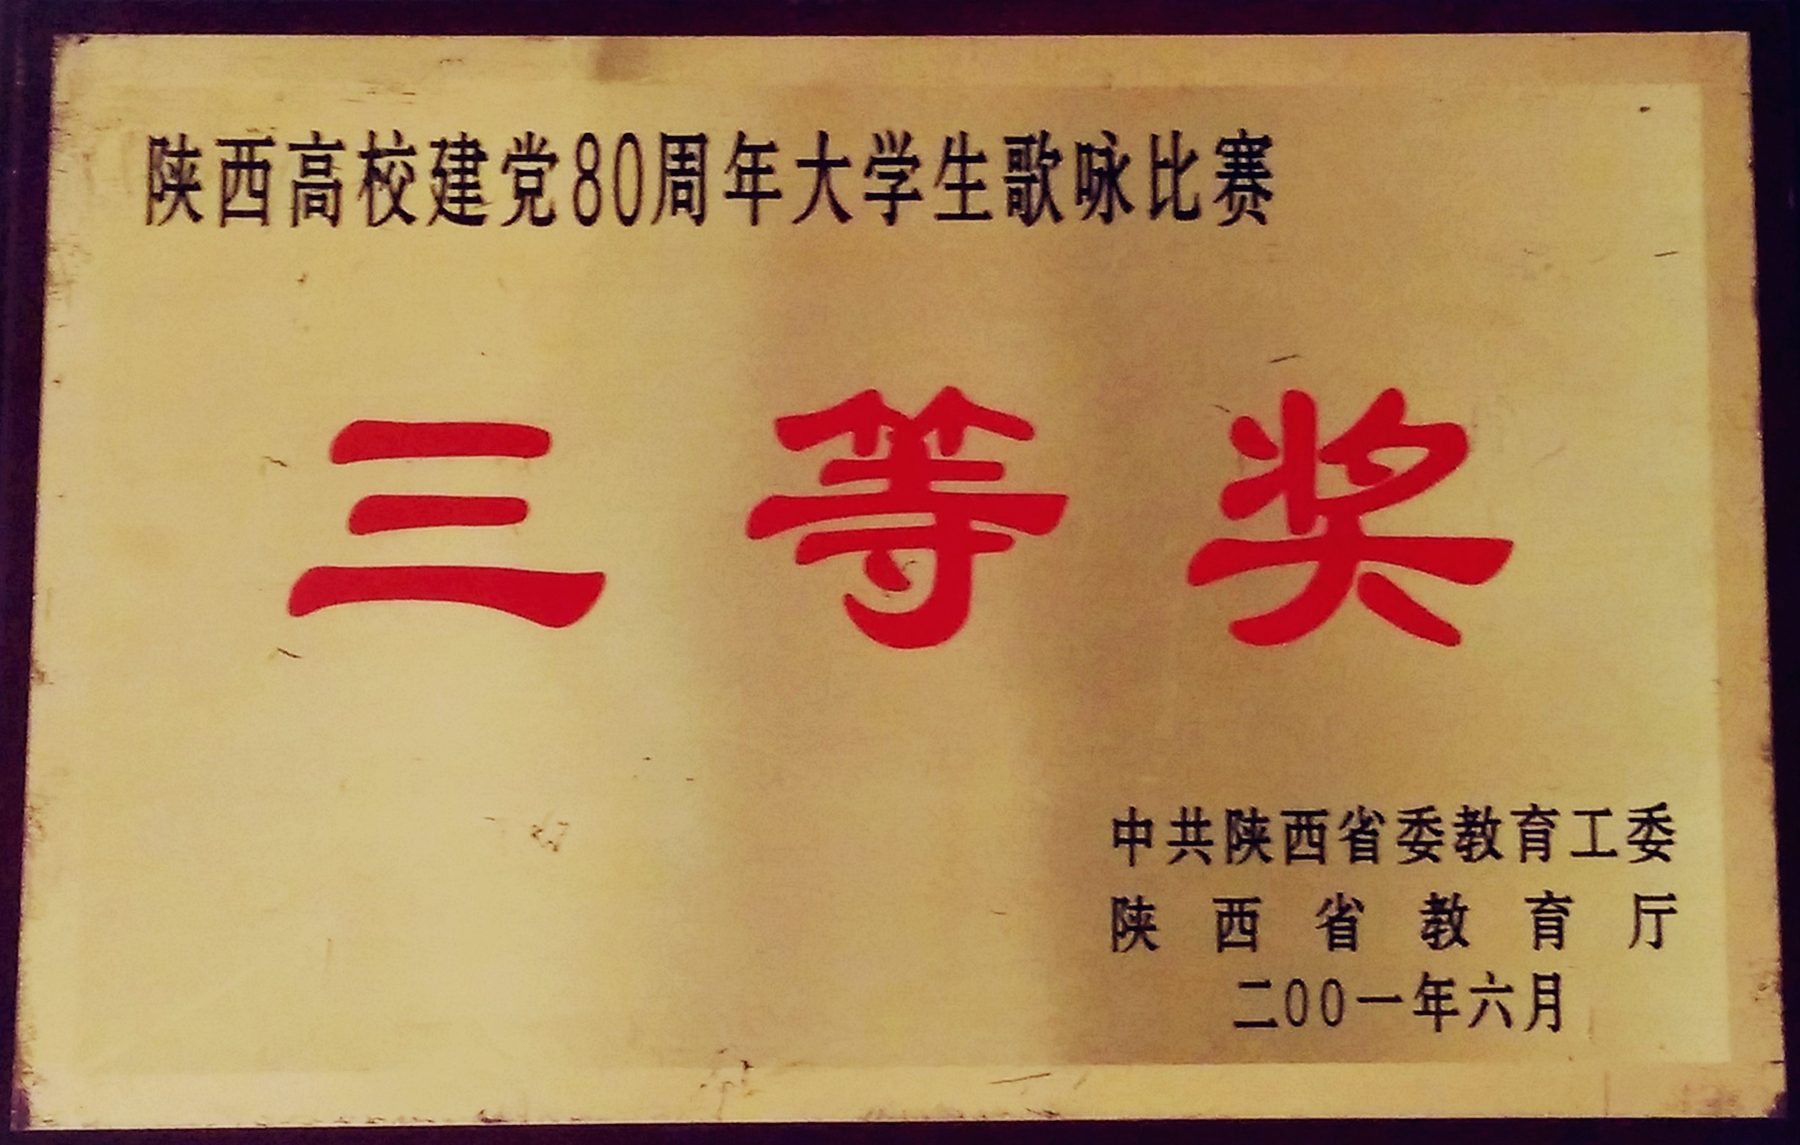 陕西高校建党80周年大学生歌咏比赛
三等奖
中共陕西省委教育工委
陕西省教育厅
二00一年六月